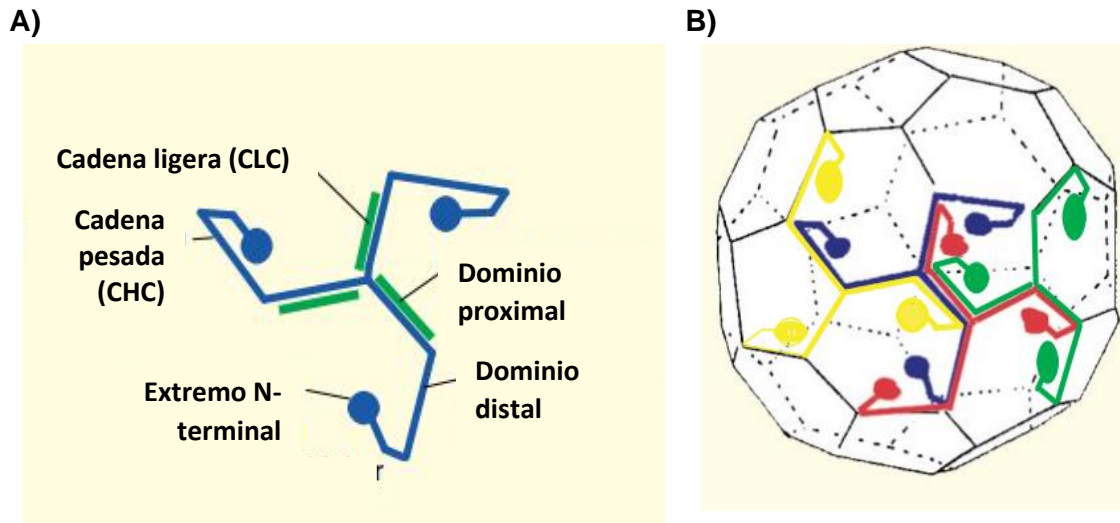 A)
B)
Cadena ligera (CLC)
Cadena
pesada
(CHC)
Dominio
proximal
Extremo N-
terminal
Dominio
distal
r